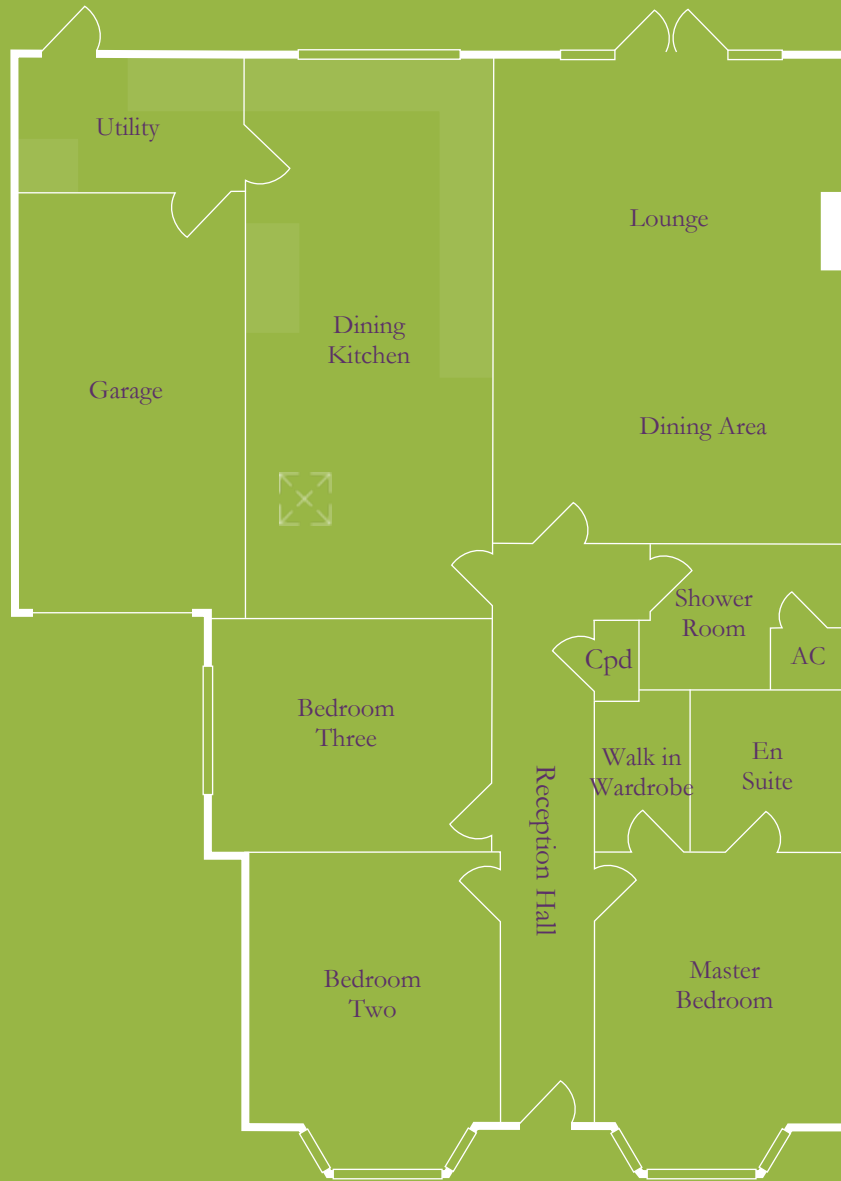 Utility
Lounge
Dining
Kitchen
Garage
Dining Area
Shower
Room
Cpd
AC
Bedroom
Three
Walk in
Wardrobe
En
Suite
Reception Hall
Bedroom
Two
Master
Bedroom